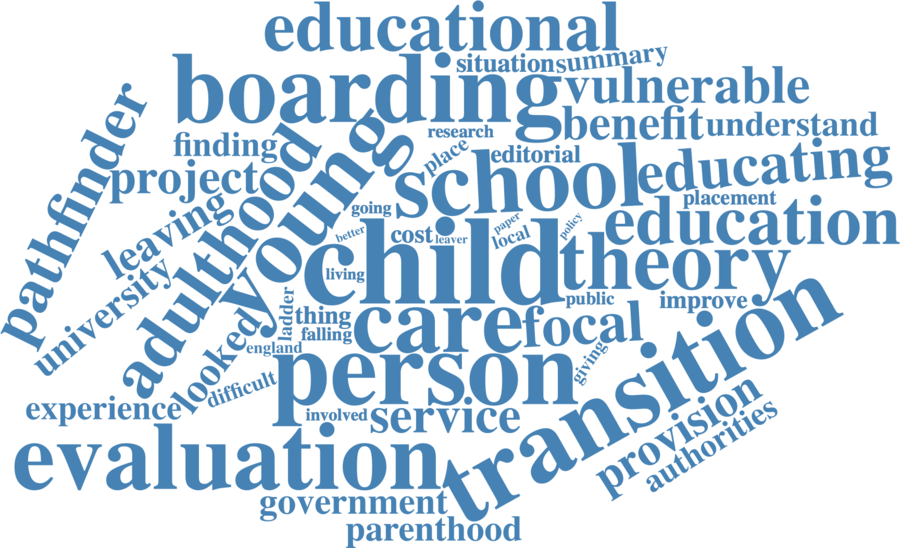 educational
situation
summary
boarding
vulnerable
pathfinder
research
benefit
understand
finding
place
editorial
young
adulthood
project
school
educating
placement
leaving
going
paper
policy
education
better
cost
leaver
local
child
theory
university
living
public
improve
ladder
thing
care
focal
transition
looked
falling
england
giving
difficult
person
experience
involved
service
provision
authorities
evaluation
government
parenthood